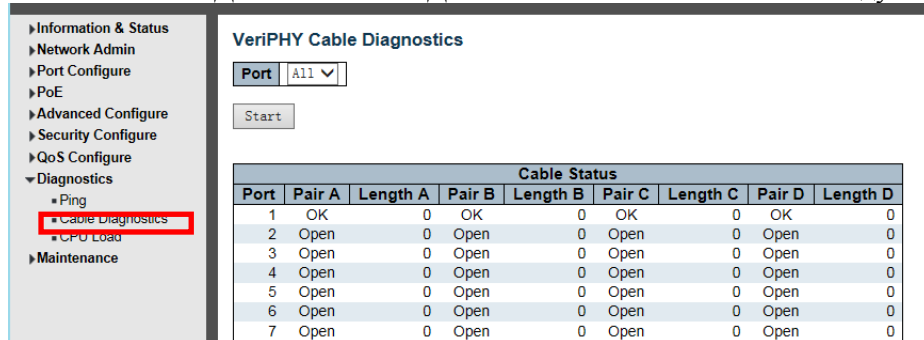 Information & Status
Network Admin
Port Configure
PoE
Advanced Configure
Security Configure
QoS Configure
Diagnostics
Ping
Cable Diagnostics
CPU Load
Maintenance
VeriPHY Cable Diagnostics
Port All
Start
Cable Status
Port Pair A Length A Pair B Length B Pair C Length C Pair D Length D
1 OK 0 OK 0 OK 0 OK 0
2 Open 0 Open 0 Open 0 Open 0
3 Open 0 Open 0 Open 0 Open 0
4 Open 0 Open 0 Open 0 Open 0
5 Open 0 Open 0 Open 0 Open 0
6 Open 0 Open 0 Open 0 Open 0
7 Open 0 Open 0 Open 0 Open 0